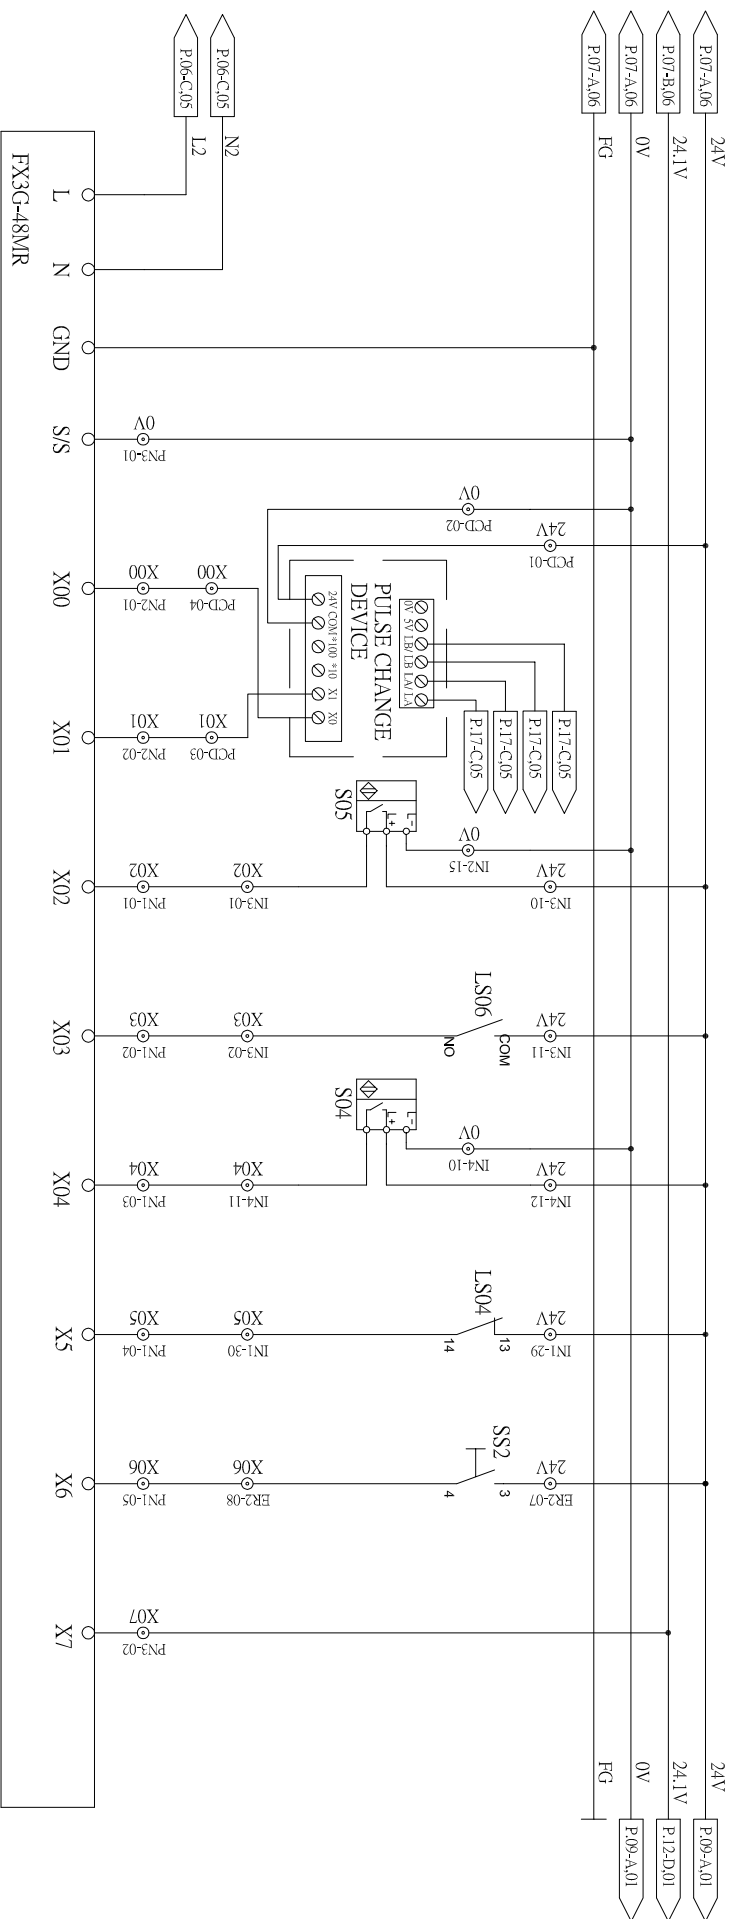 P.07-A,06
24V
24V
P.09-A,01
P.07-B,06
24.1V
24.1V
P.12-D,01
P.07-A,06
0V
0V
P.09-A,01
P.07-A,06
FG
FG
P.06-C,05
N2
P.06-C,05
L2
24V
PCD-01
0V
PCD-02
P.17-C,05
P.17-C,05
P.17-C,05
P.17-C,05
0V 5V LB/ LB LA/ LA
PULSE CHANGE
DEVICE
24V COM *100 *10 X1 X0
24V
IN3-10
0V
IN2-15
L-
L+
S05
24V
IN3-11
COM
LS06
NO
24V
IN4-12
0V
IN4-10
L-
L+
S04
24V
IN1-29
13
LS04
14
24V
ER2-07
3
SS2
4
X00
PCD-04
X01
PCD-03
X02
IN3-01
X03
IN3-02
X04
IN4-11
X05
IN1-30
X06
ER2-08
0V
PN3-01
X00
PN2-01
X01
PN2-02
X02
PN1-01
X03
PN1-02
X04
PN1-03
X05
PN1-04
X06
PN1-05
X07
PN3-02
L
N
GND
S/S
X00
X01
X02
X03
X04
X5
X6
X7
FX3G-48MR